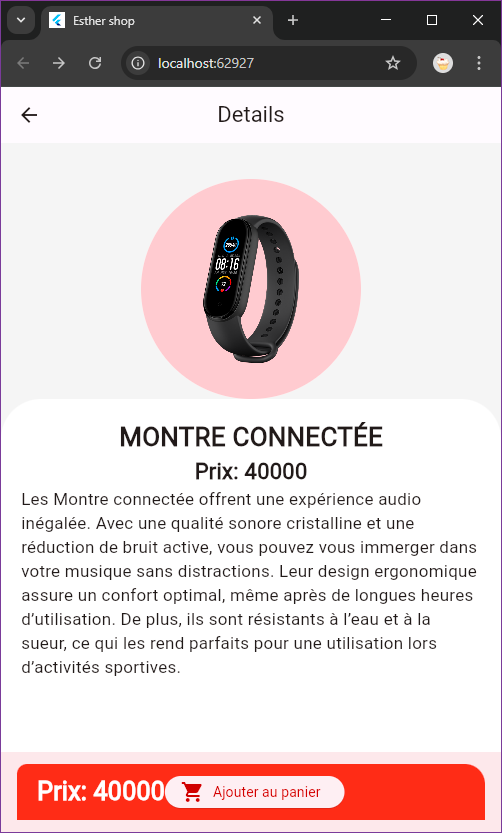 Esther shop
localhost:62927
Details
08:16
MONTRE CONNECTÉE
Prix: 40000
Les Montre connectée offrent une expérience audio
inégalée. Avec une qualité sonore cristalline et une
réduction de bruit active, vous pouvez vous immerger dans
votre musique sans distractions. Leur design ergonomique
assure un confort optimal, même après de longues heures
d’utilisation. De plus, ils sont résistants à l’eau et à la
sueur, ce qui les rend parfaits pour une utilisation lors
d’activités sportives.
Prix: 40000 Ajouter au panier